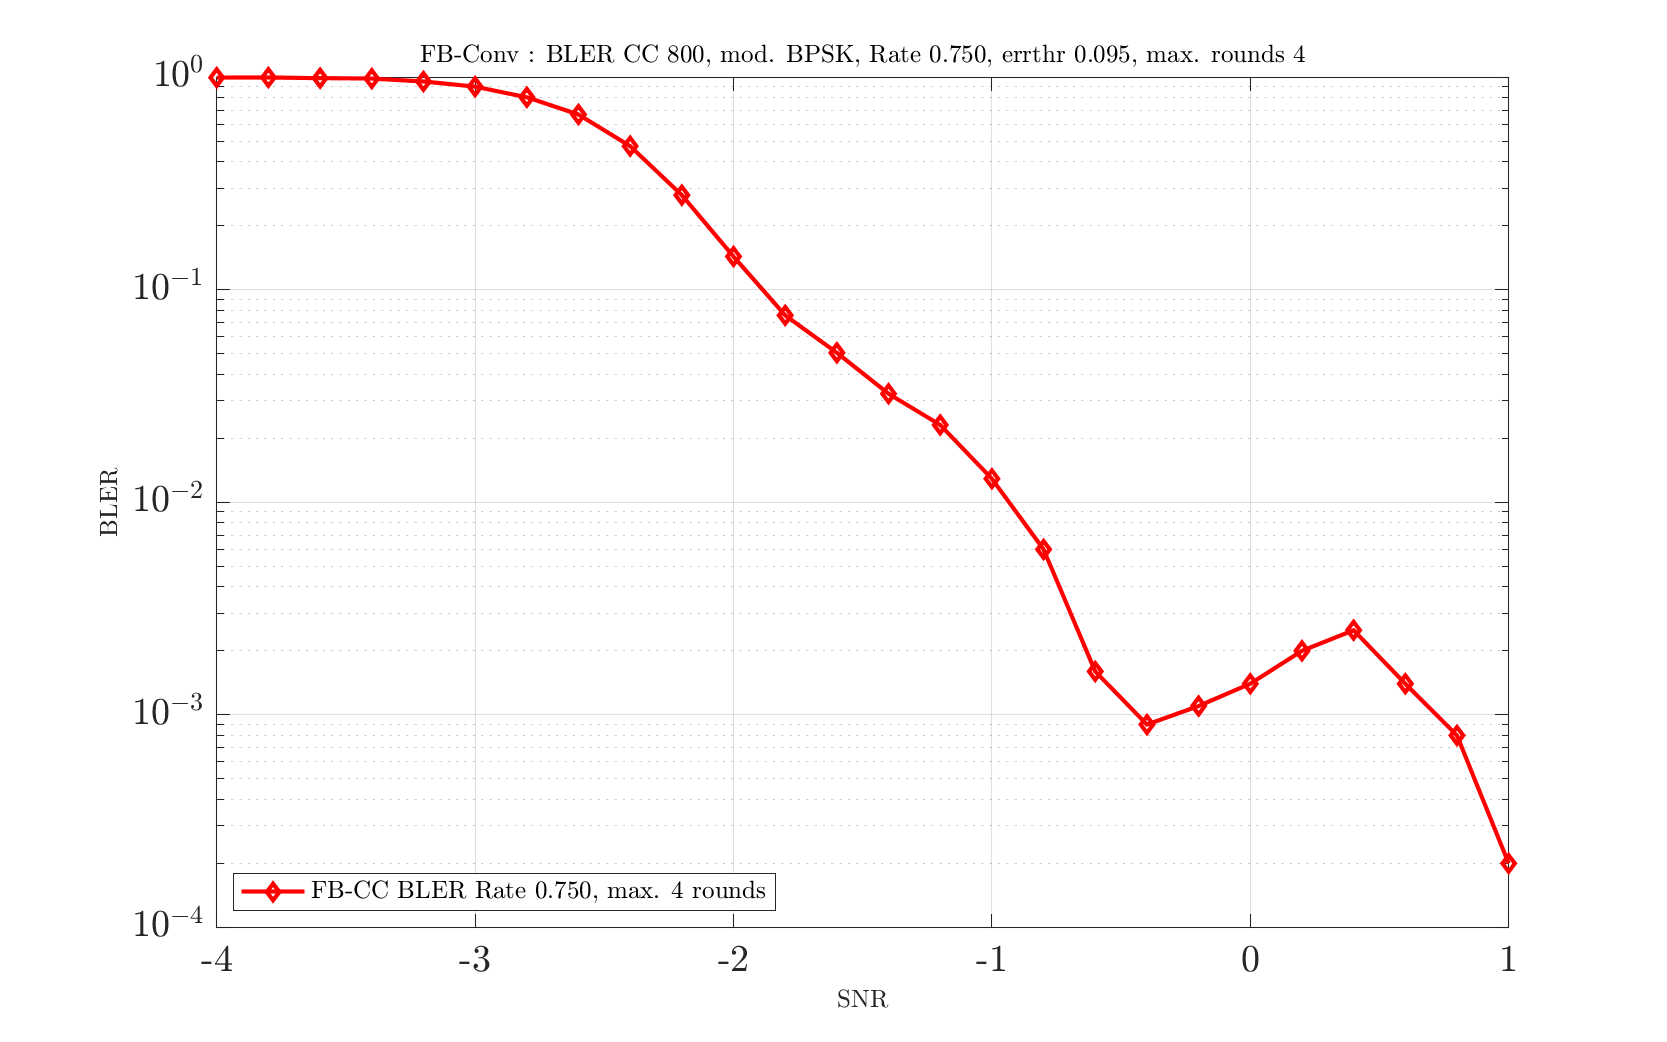 FB-Conv : BLER CC 800, mod. BPSK, Rate 0.750, errthr 0.095, max. rounds 4
10^0
10^-1
10^-2
10^-3
10^-4
BLER
FB-CC BLER Rate 0.750, max. 4 rounds
-4 -3 -2 -1 0 1
SNR